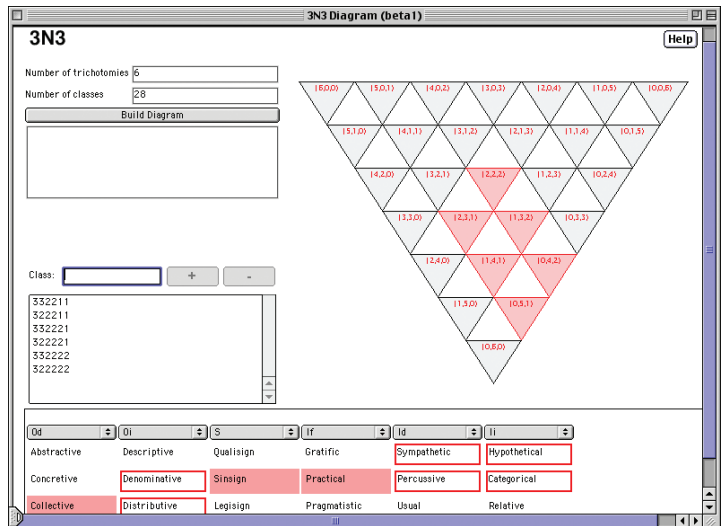 3N3 Diagram (beta1)
3N3
Help
Number of trichotomies 6
Number of classes 28
Build Diagram
(6,0,0) (5,0,1) (4,0,2) (3,0,3) (2,0,4) (1,0,5) (0,0,6)
(5,1,0) (4,1,1) (3,1,2) (2,1,3) (1,1,4) (0,1,5)
(4,2,0) (3,2,1) (2,2,2) (1,2,3) (0,2,4)
(3,3,0) (2,3,1) (1,3,2) (0,3,3)
(2,4,0) (1,4,1) (0,4,2)
(1,5,0) (0,5,1)
(0,6,0)
Class: + -
332211
322211
332221
322221
332222
322222
Od Oi S If Id Ii
Abstractive Descriptive Qualisign Gratific Sympathetic Hypothetical
Concretive Denominative Sinsign Practical Percussive Categorical
Collective Distributive Legisign Pragmatistic Usual Relative